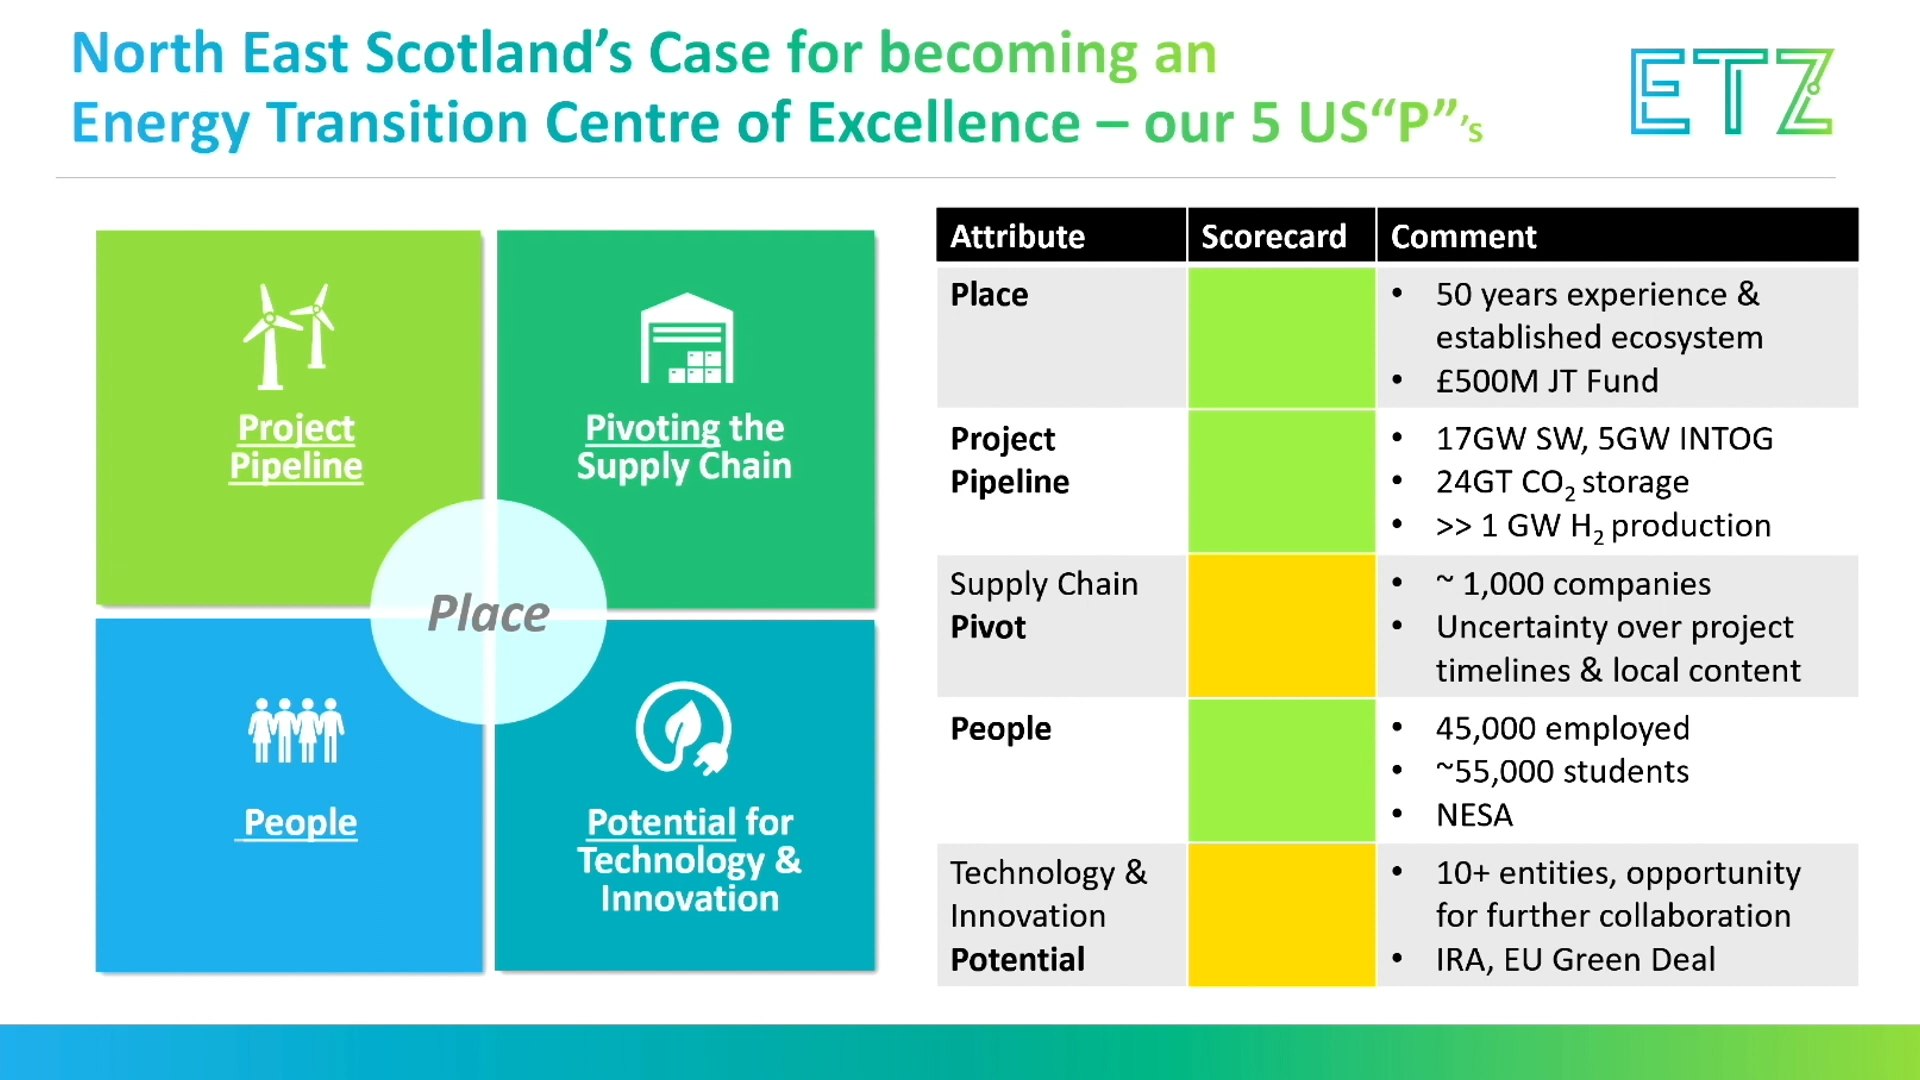 North East Scotland’s Case for becoming an
Energy Transition Centre of Excellence – our 5 US“P”’s
ETZ
Project
Pipeline
Pivoting the
Supply Chain
Place
People
Potential for
Technology &
Innovation
Attribute Scorecard Comment
Place
• 50 years experience &
established ecosystem
• £500M JT Fund
Project
Pipeline
• 17GW SW, 5GW INTOG
• 24GT CO₂ storage
• >> 1 GW H₂ production
Supply Chain
Pivot
• ~ 1,000 companies
• Uncertainty over project
timelines & local content
People
• 45,000 employed
• ~55,000 students
• NESA
Technology &
Innovation
Potential
• 10+ entities, opportunity
for further collaboration
• IRA, EU Green Deal